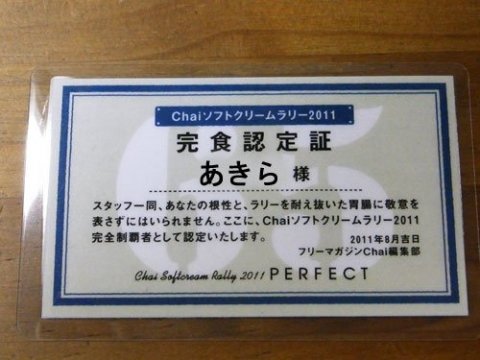 Chaiソフトクリームラリー2011
完食認定証
あきら 様
スタッフ一同、あなたの根性と、ラリーを耐え抜いた胃腸に敬意を
表さずにはいられません。ここに、Chaiソフトクリームラリー2011
完全制覇者として認定いたします。
2011年8月吉日
フリーマガジンChai編集部
Chai Softcream Rally 2011 PERFECT
65